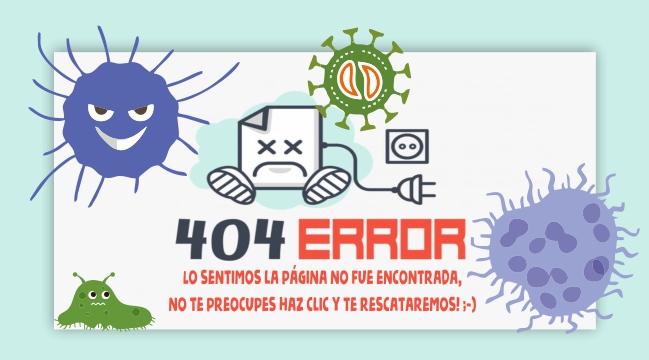 404 ERROR
LO SENTIMOS LA PÁGINA NO FUE ENCONTRADA,
NO TE PREOCUPES HAZ CLIC Y TE RESCATAREMOS! ;-)